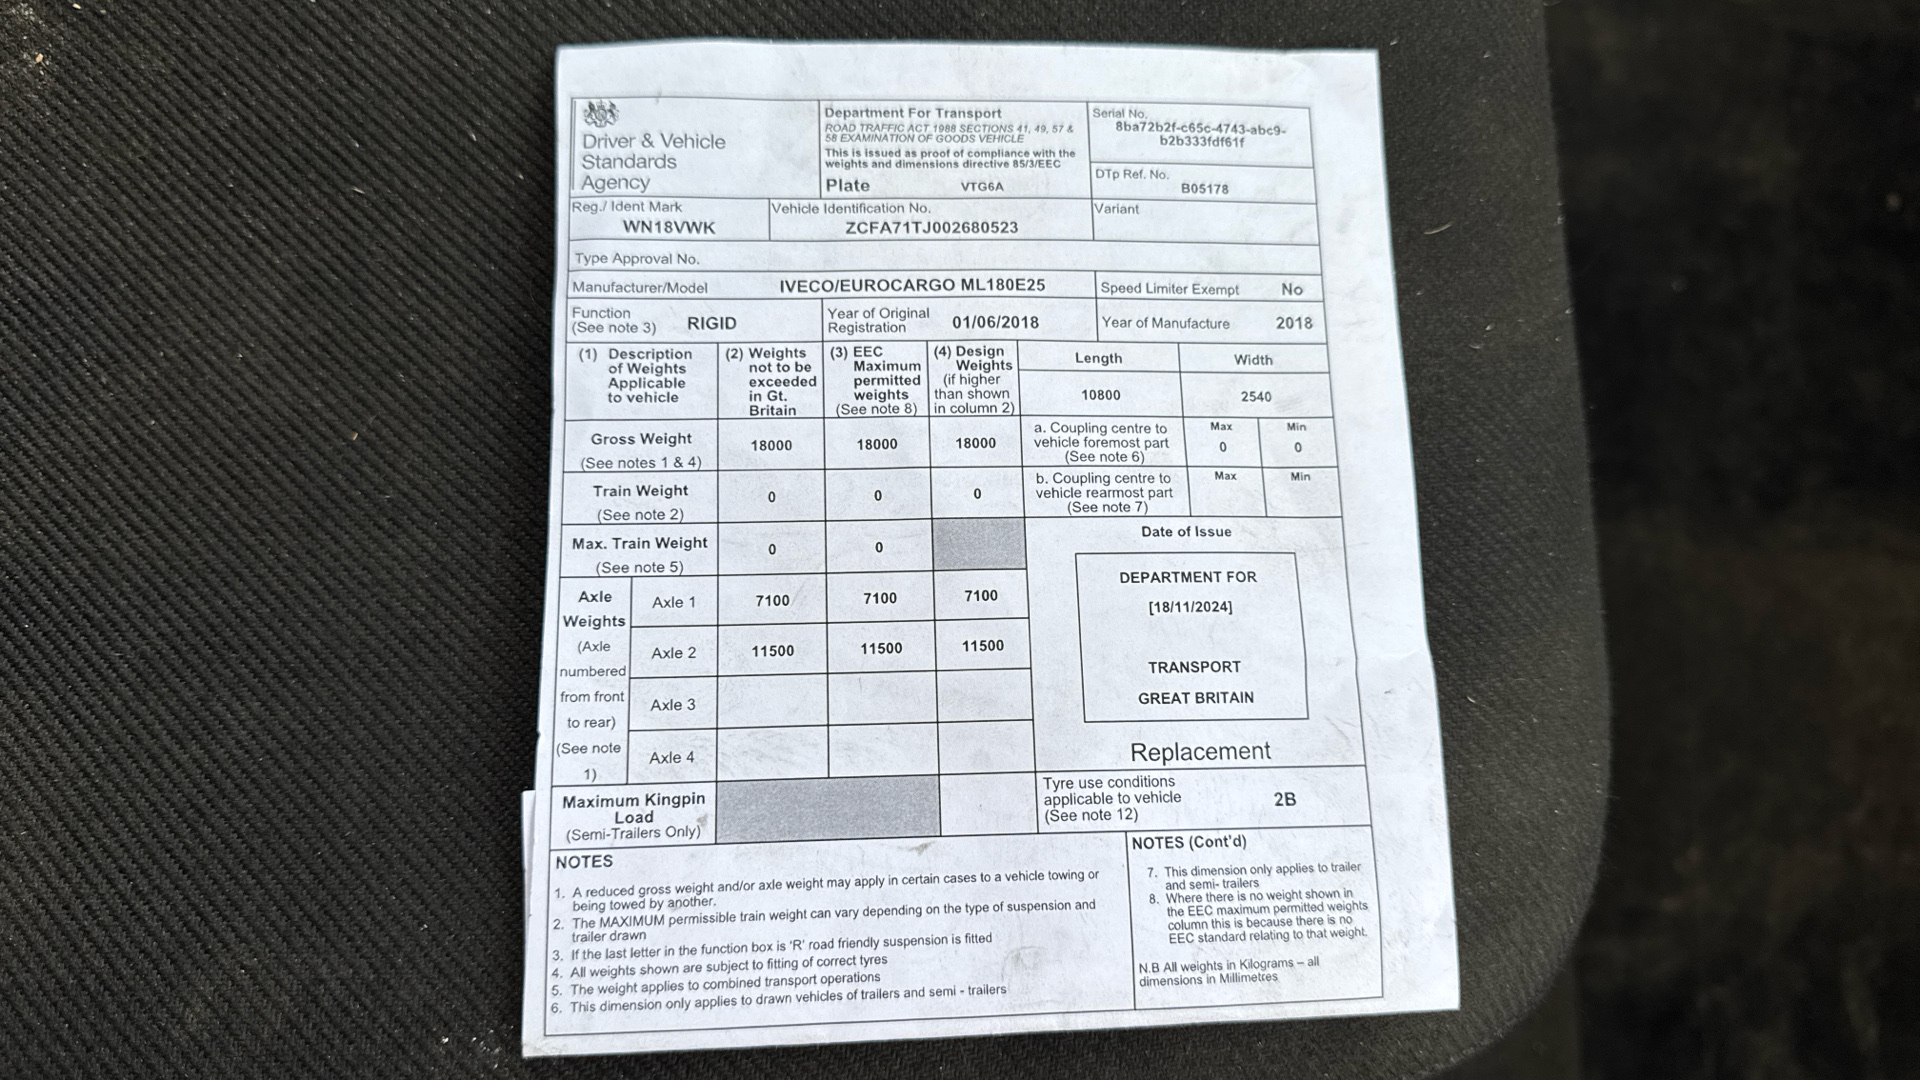 Driver & Vehicle
Standards
Agency
Department For Transport
ROAD TRAFFIC ACT 1988 SECTIONS 41, 49, 57 &
58 EXAMINATION OF GOODS VEHICLE
This is issued as proof of compliance with the
weights and dimensions directive 85/3/EEC
Plate VTG6A
Serial No.
8ba72b2f-c65c-4743-abc9-
b2b333fdf61f
DTp Ref. No.
B05178
Reg./ Ident Mark
WN18VWK
Vehicle Identification No.
ZCFA71TJ002680523
Variant
Type Approval No.
Manufacturer/Model IVECO/EUROCARGO ML180E25
Speed Limiter Exempt No
Function
(See note 3) RIGID
Year of Original
Registration 01/06/2018
Year of Manufacture 2018
(1) Description
of Weights
Applicable
to vehicle
(2) Weights
not to be
exceeded
in Gt.
Britain
(3) EEC
Maximum
permitted
weights
(See note 8)
(4) Design
Weights
(if higher
than shown
in column 2)
Length
10800
Width
2540
Gross Weight
(See notes 1 & 4)
18000 18000 18000
a. Coupling centre to
vehicle foremost part
(See note 6)
Max
0
Min
0
Train Weight
(See note 2)
0 0 0
b. Coupling centre to
vehicle rearmost part
(See note 7)
Max
Min
Max. Train Weight
(See note 5)
0 0
Date of Issue
DEPARTMENT FOR
[18/11/2024]
TRANSPORT
GREAT BRITAIN
Replacement
Axle
Weights
(Axle
numbered
from front
to rear)
(See note
1)
Axle 1 7100 7100 7100
Axle 2 11500 11500 11500
Axle 3
Axle 4
Maximum Kingpin
Load
(Semi-Trailers Only)
Tyre use conditions
applicable to vehicle
(See note 12)
2B
NOTES
1. A reduced gross weight and/or axle weight may apply in certain cases to a vehicle towing or
being towed by another.
2. The MAXIMUM permissible train weight can vary depending on the type of suspension and
trailer drawn
3. If the last letter in the function box is 'R' road friendly suspension is fitted
4. All weights shown are subject to fitting of correct tyres
5. The weight applies to combined transport operations
6. This dimension only applies to drawn vehicles of trailers and semi - trailers
NOTES (Cont'd)
7. This dimension only applies to trailer
and semi- trailers
8. Where there is no weight shown in
the EEC maximum permitted weights
column this is because there is no
EEC standard relating to that weight.
N.B All weights in Kilograms – all
dimensions in Millimetres